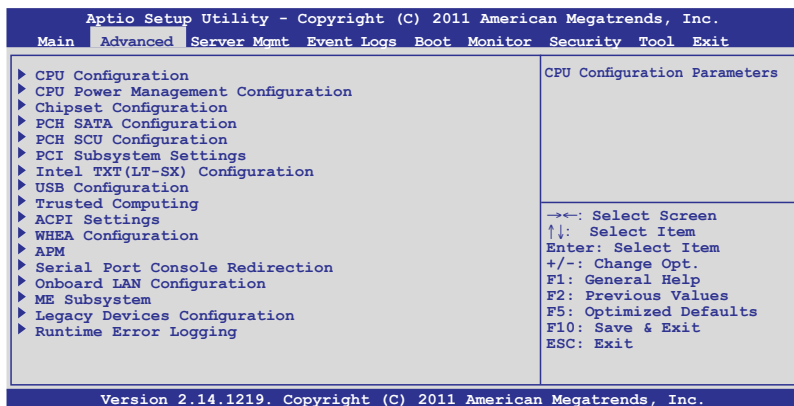 Aptio Setup Utility - Copyright (C) 2011 American Megatrends, Inc.
Main Advanced Server Mgmt Event Logs Boot Monitor Security Tool Exit
CPU Configuration
CPU Power Management Configuration
Chipset Configuration
PCH SATA Configuration
PCH SCU Configuration
PCI Subsystem Settings
Intel TXT(LT-SX) Configuration
USB Configuration
Trusted Computing
ACPI Settings
WHEA Configuration
APM
Serial Port Console Redirection
Onboard LAN Configuration
ME Subsystem
Legacy Devices Configuration
Runtime Error Logging
CPU Configuration Parameters
→←: Select Screen
↑↓: Select Item
Enter: Select Item
+/-: Change Opt.
F1: General Help
F2: Previous Values
F5: Optimized Defaults
F10: Save & Exit
ESC: Exit
Version 2.14.1219. Copyright (C) 2011 American Megatrends, Inc.